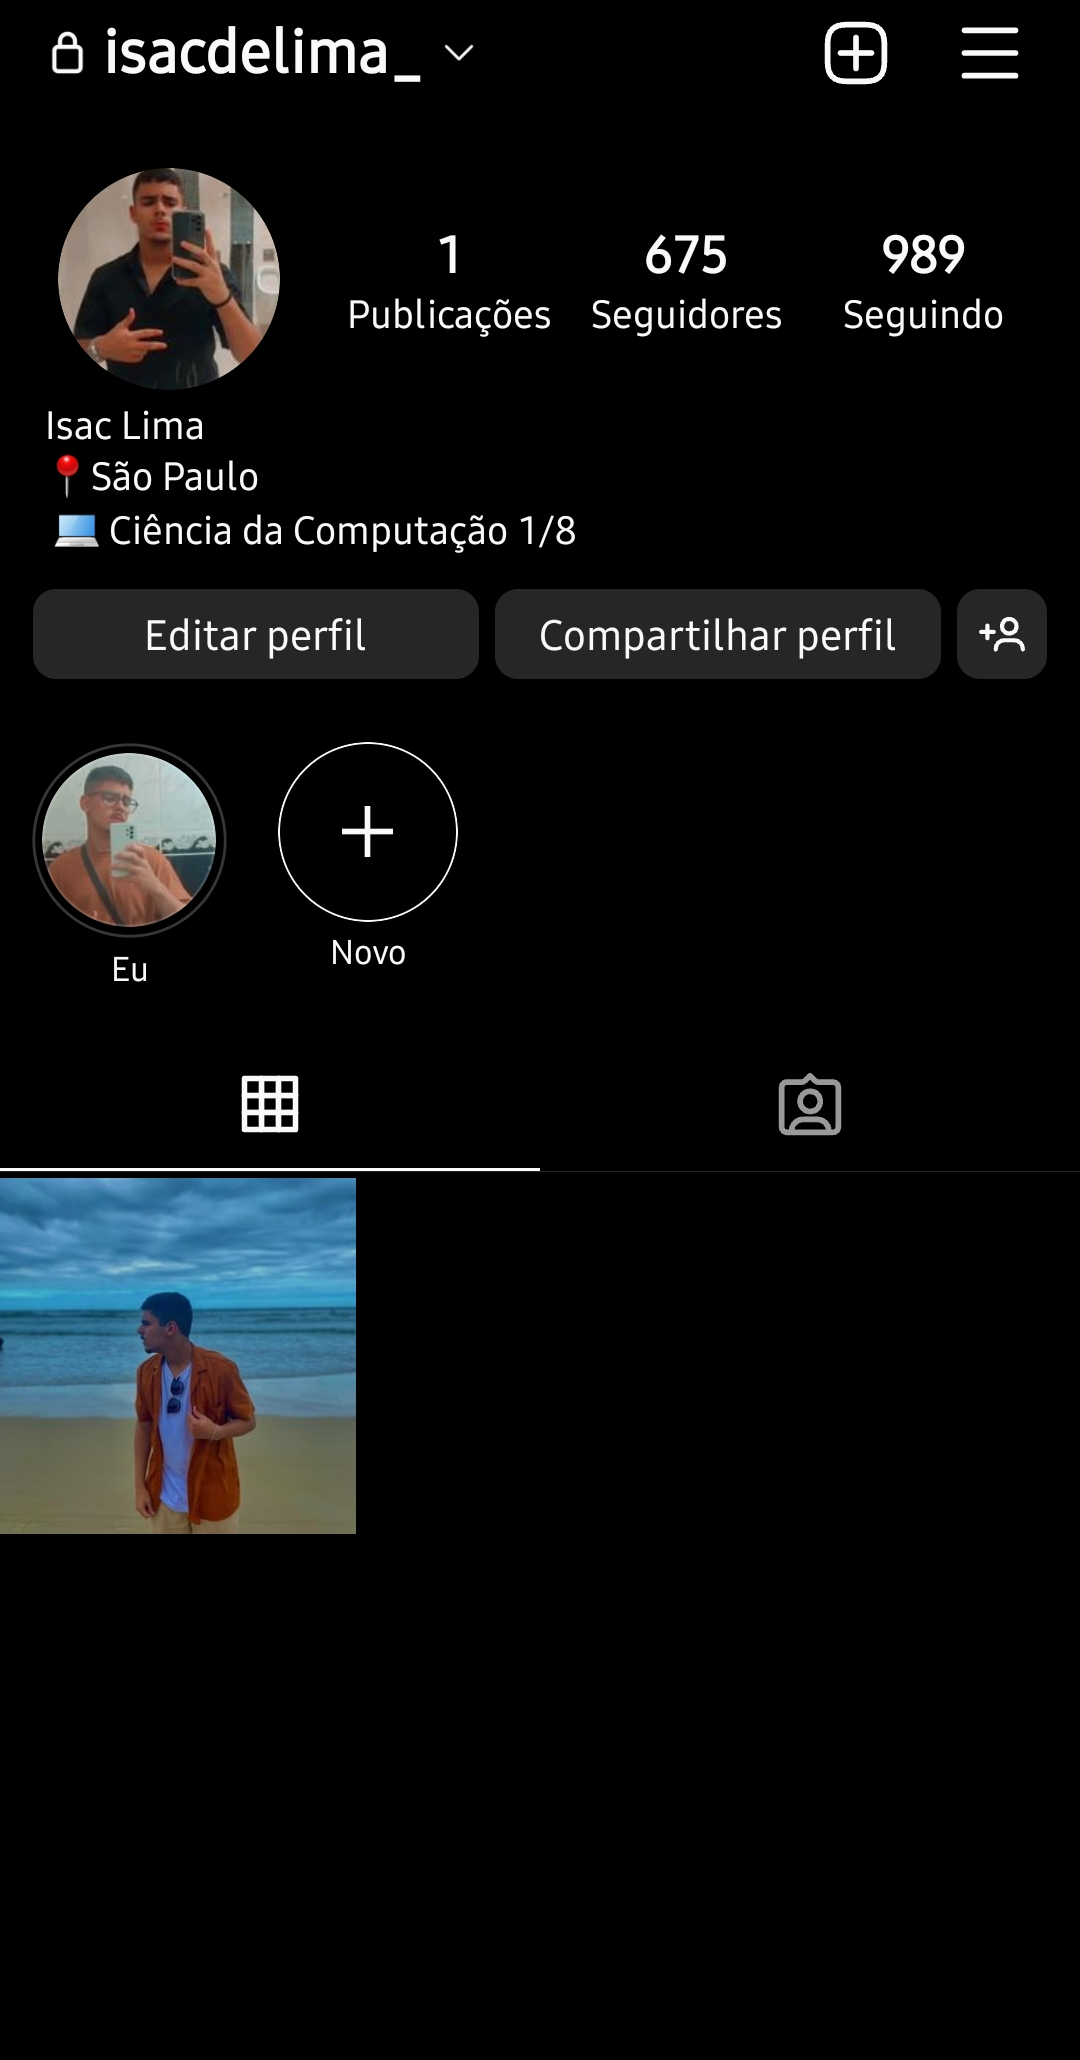 isacdelima_
1 675 989
Publicações Seguidores Seguindo
Isac Lima
📍São Paulo
💻 Ciência da Computação 1/8
Editar perfil Compartilhar perfil
Eu Novo